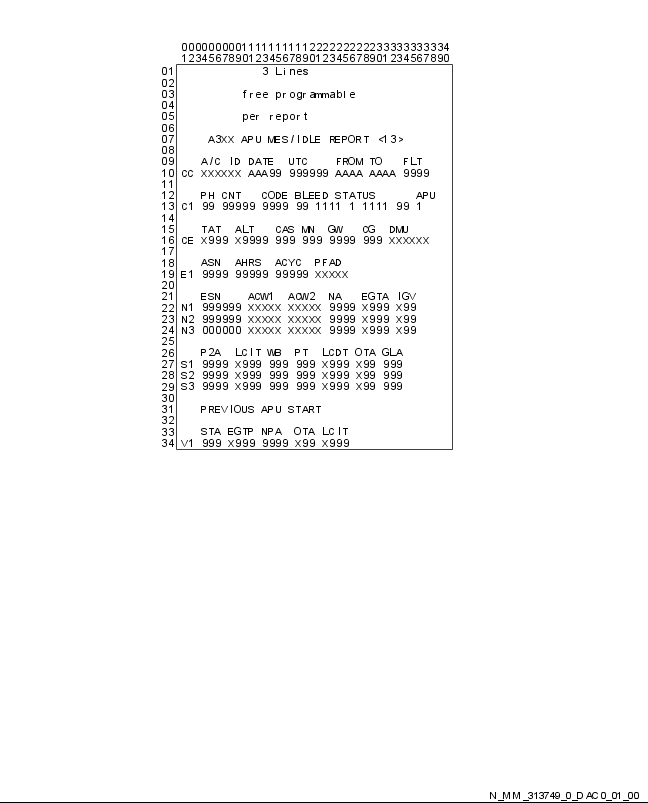 0000000001111111111222222222233333333334
1234567890123456789012345678901234567890
01 3 Lines
02
03 free programmable
04
05 per report
06
07 A3XX APU MES/IDLE REPORT <13>
08
09 A/C ID DATE UTC FROM TO FLT
10 CC XXXXXX AAA99 999999 AAAA AAAA 9999
11
12 PH CNT CODE BLEED STATUS APU
13 C1 99 99999 9999 99 1111 1 1111 99 1
14
15 TAT ALT CAS MN GW CG DMU
16 CE X999 X9999 999 999 9999 999 XXXXXX
17
18 ASN AHRS ACYC PFAD
19 E1 9999 99999 99999 XXXXX
20
21 ESN ACW1 ACW2 NA EGTA IGV
22 N1 999999 XXXXX XXXXX 9999 X999 X99
23 N2 999999 XXXXX XXXXX 9999 X999 X99
24 N3 000000 XXXXX XXXXX 9999 X999 X99
25
26 P2A LCIT WB PT LCDT OTA GLA
27 S1 9999 X999 999 999 X999 X99 999
28 S2 9999 X999 999 999 X999 X99 999
29 S3 9999 X999 999 999 X999 X99 999
30
31 PREVIOUS APU START
32
33 STA EGTP NPA OTA LCIT
34 V1 999 X999 9999 X99 X999
N_MM_313749_0_DAC0_01_00